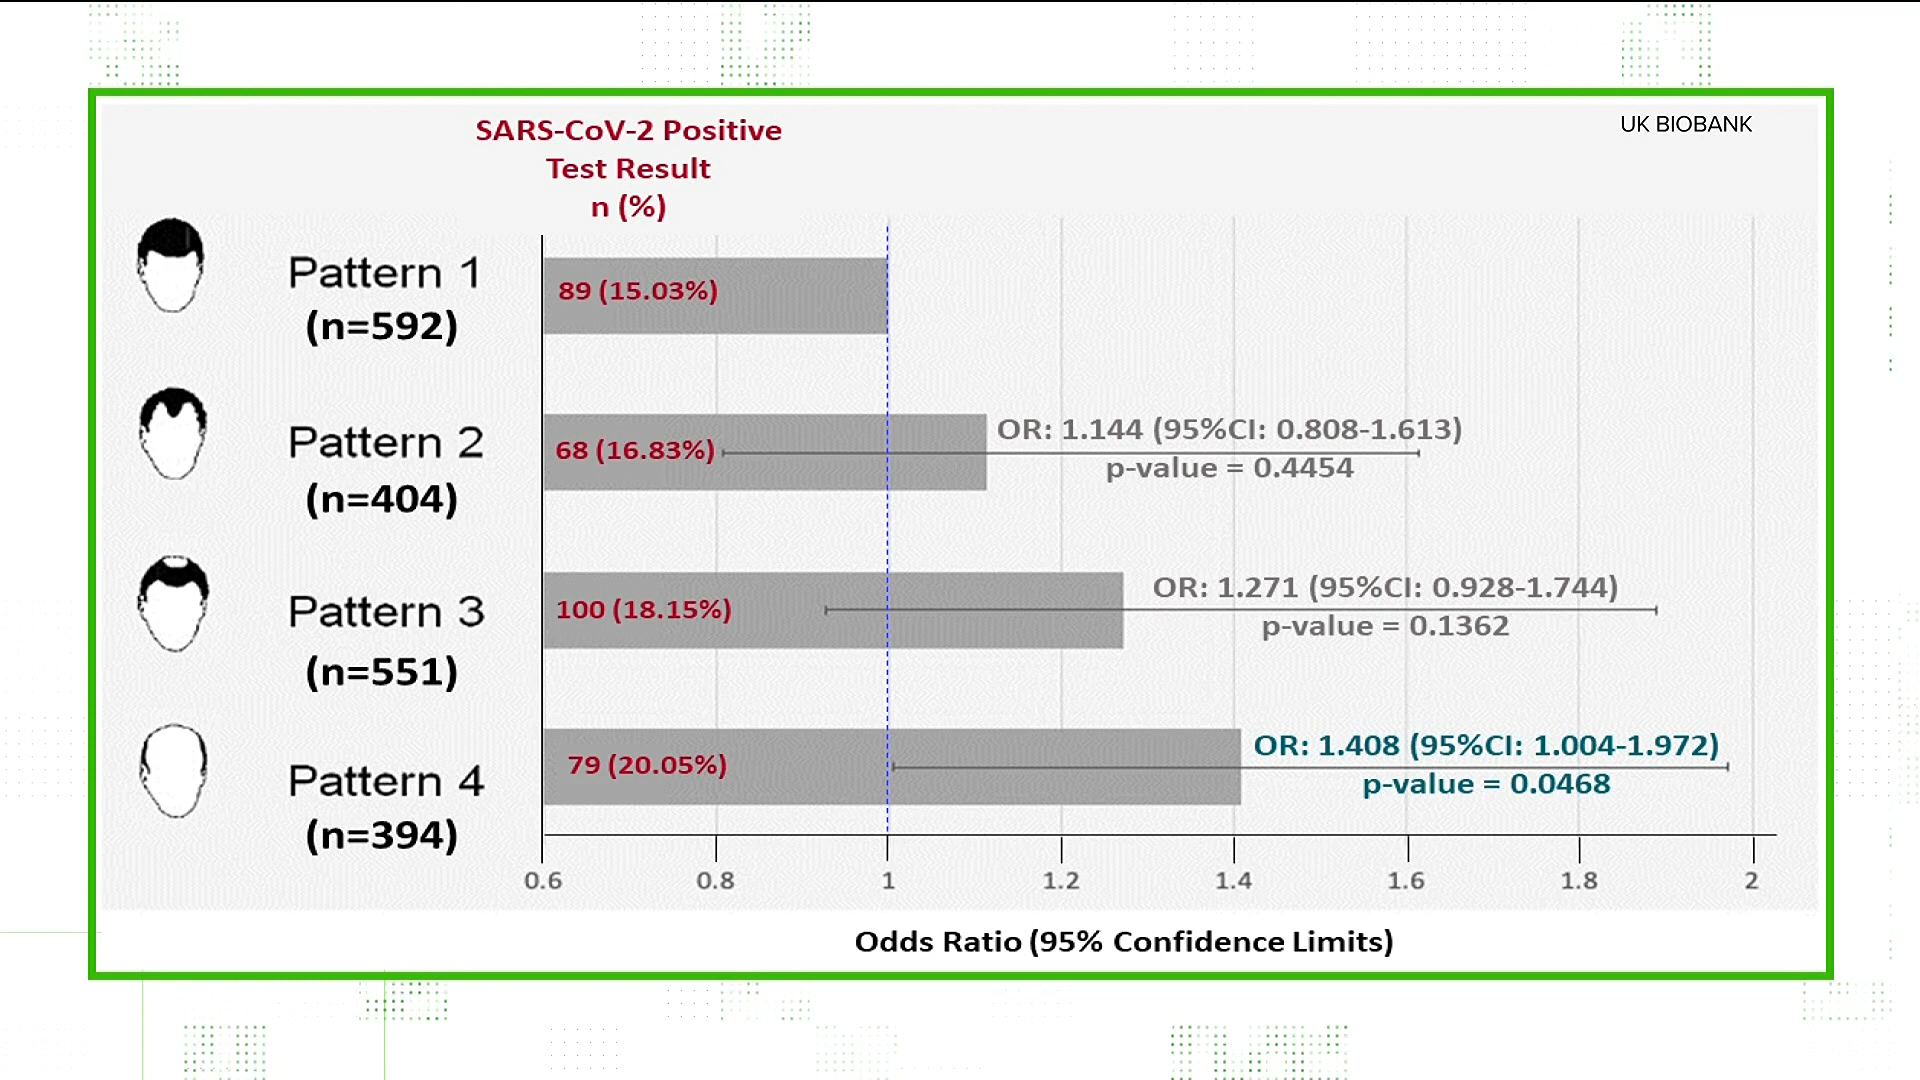 SARS-CoV-2 Positive
Test Result
n (%)
UK BIOBANK
Pattern 1
(n=592)
89 (15.03%)
Pattern 2
(n=404)
68 (16.83%)
OR: 1.144 (95%CI: 0.808-1.613)
p-value = 0.4454
Pattern 3
(n=551)
100 (18.15%)
OR: 1.271 (95%CI: 0.928-1.744)
p-value = 0.1362
Pattern 4
(n=394)
79 (20.05%)
OR: 1.408 (95%CI: 1.004-1.972)
p-value = 0.0468
0.6 0.8 1 1.2 1.4 1.6 1.8 2
Odds Ratio (95% Confidence Limits)